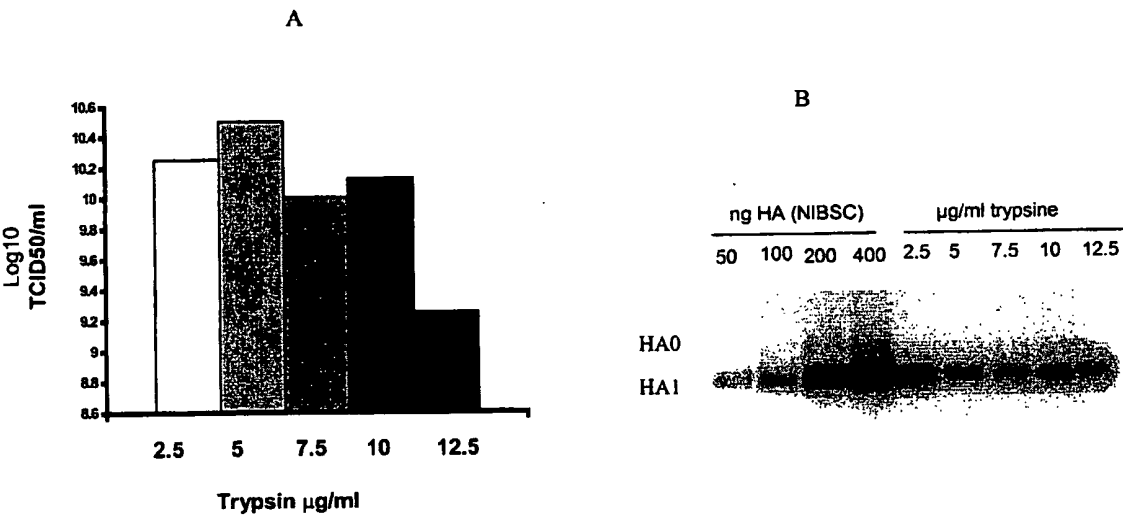 A
10.6
10.4
10.2
10
9.8
9.6
9.4
9.2
9
8.8
8.6
Log10
TCID50/ml
2.5 5 7.5 10 12.5
Trypsin µg/ml
B
ng HA (NIBSC) µg/ml trypsine
50 100 200 400 2.5 5 7.5 10 12.5
HA0
HA1